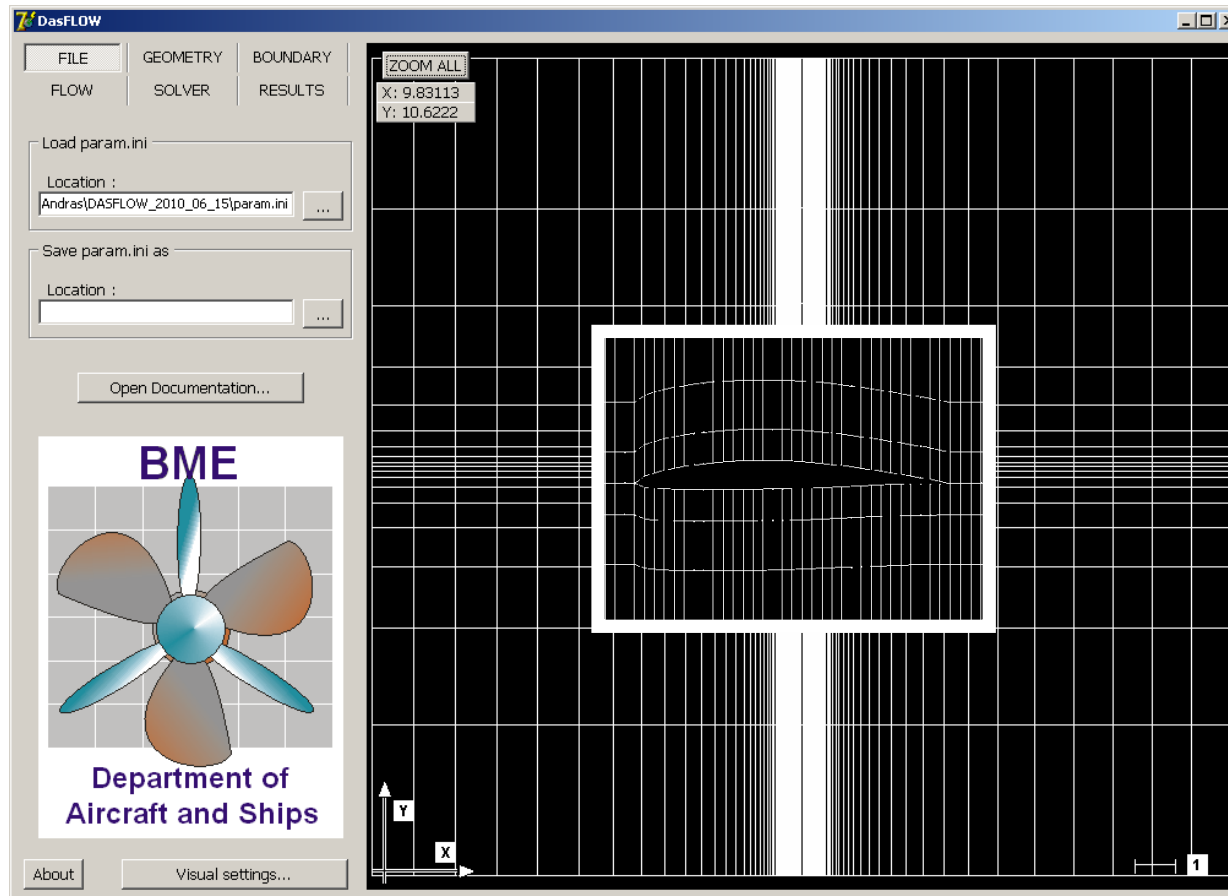 DasFLOW
FILE GEOMETRY BOUNDARY
FLOW SOLVER RESULTS
Load param.ini
Location :
Andras\DASFLOW_2010_06_15\param.ini ...
Save param.ini as
Location :
...
Open Documentation...
BME
Department of
Aircraft and Ships
About Visual settings...
ZOOM ALL
X: 9.83113
Y: 10.6222
Y
X
1